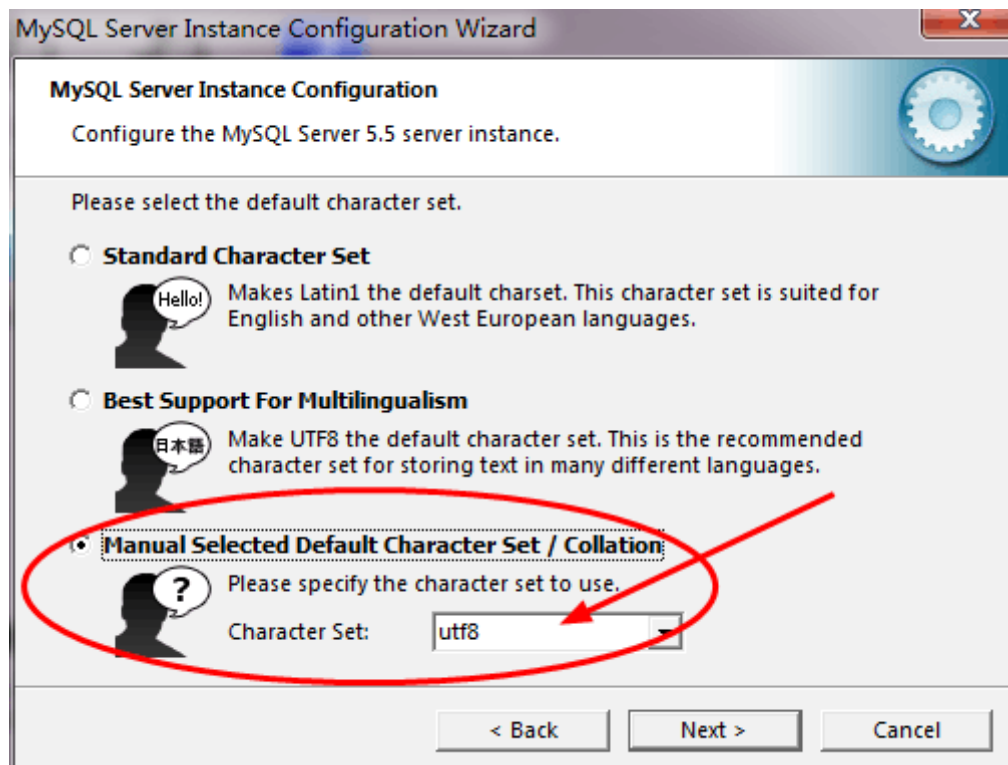 MySQL Server Instance Configuration Wizard
MySQL Server Instance Configuration
Configure the MySQL Server 5.5 server instance.
Please select the default character set.
Standard Character Set
Hello!
Makes Latin1 the default charset. This character set is suited for
English and other West European languages.
Best Support For Multilingualism
日本語
Make UTF8 the default character set. This is the recommended
character set for storing text in many different languages.
Manual Selected Default Character Set / Collation
?
Please specify the character set to use.
Character Set: utf8
< Back Next > Cancel